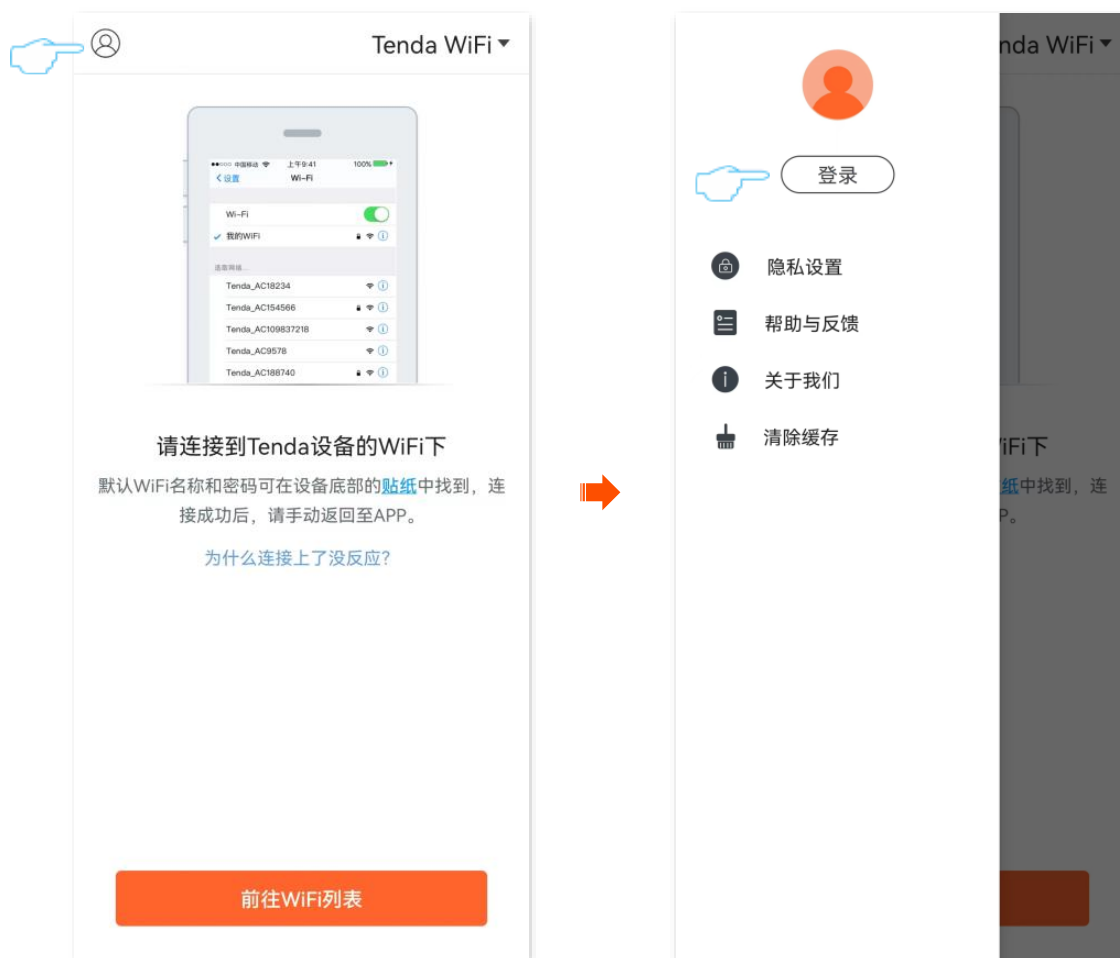 Tenda WiFi
中国移动 上午9:41 100%
设置 Wi-Fi
Wi-Fi
我的WiFi
选取网络...
Tenda_AC18234
Tenda_AC154566
Tenda_AC109837218
Tenda_AC9578
Tenda_AC188740
请连接到Tenda设备的WiFi下
默认WiFi名称和密码可在设备底部的贴纸中找到，连
接成功后，请手动返回至APP。
为什么连接上了没反应？
前往WiFi列表
登录
隐私设置
帮助与反馈
关于我们
清除缓存
nda WiFi
iFi下
纸中找到，连
P。